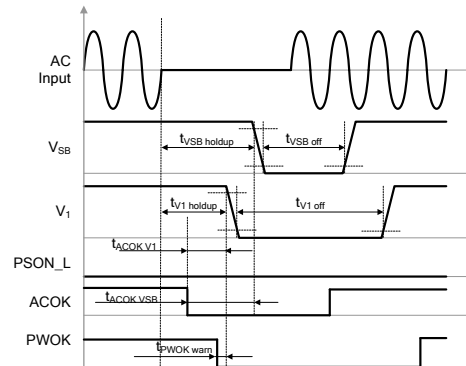 AC
Input
tVSB holdup
tVSB off
VSB
tV1 holdup
tV1 off
V1
tACOK V1
PSON_L
tACOK VSB
ACOK
tPWOK warn
PWOK